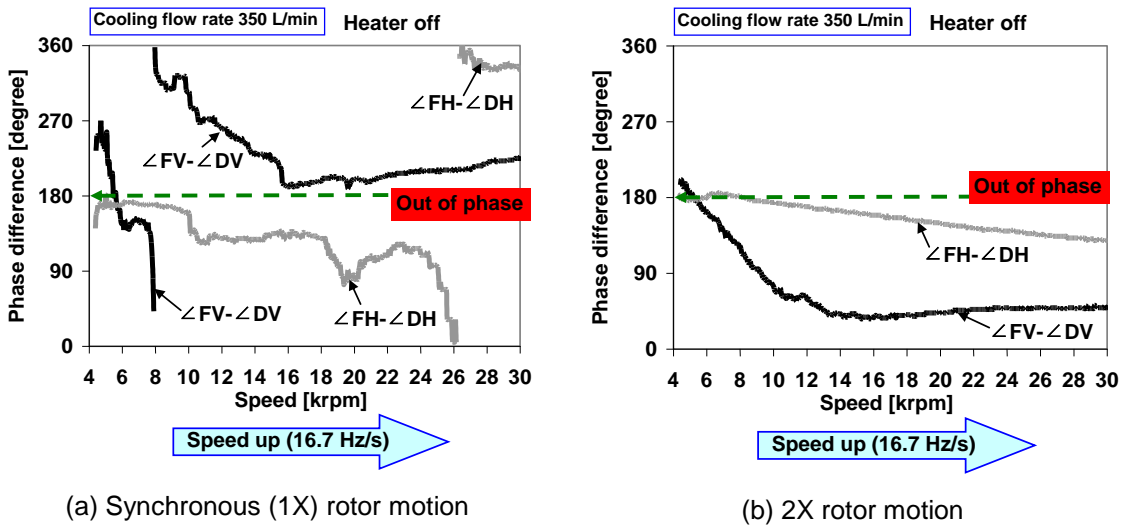 Cooling flow rate 350 L/min
Heater off
Phase difference [degree]
360
270
180
90
0
∠FH-∠DH
∠FV-∠DV
Out of phase
∠FV-∠DV
∠FH-∠DH
4 6 8 10 12 14 16 18 20 22 24 26 28 30
Speed [krpm]
Speed up (16.7 Hz/s)
(a) Synchronous (1X) rotor motion
Cooling flow rate 350 L/min
Heater off
Phase difference [degree]
360
270
180
90
0
Out of phase
∠FH-∠DH
∠FV-∠DV
4 6 8 10 12 14 16 18 20 22 24 26 28 30
Speed [krpm]
Speed up (16.7 Hz/s)
(b) 2X rotor motion